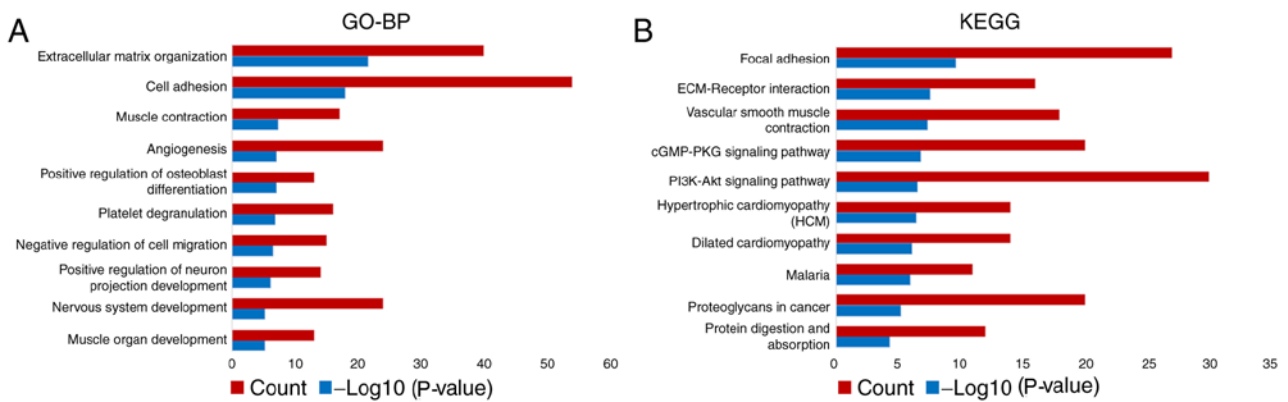 A
GO-BP
Extracellular matrix organization
Cell adhesion
Muscle contraction
Angiogenesis
Positive regulation of osteoblast
differentiation
Platelet degranulation
Negative regulation of cell migration
Positive regulation of neuron
projection development
Nervous system development
Muscle organ development
0 10 20 30 40 50 60
Count –Log10 (P-value)
B
KEGG
Focal adhesion
ECM-Receptor interaction
Vascular smooth muscle
contraction
cGMP-PKG signaling pathway
PI3K-Akt signaling pathway
Hypertrophic cardiomyopathy
(HCM)
Dilated cardiomyopathy
Malaria
Proteoglycans in cancer
Protein digestion and
absorption
0 5 10 15 20 25 30 35
Count –Log10 (P-value)